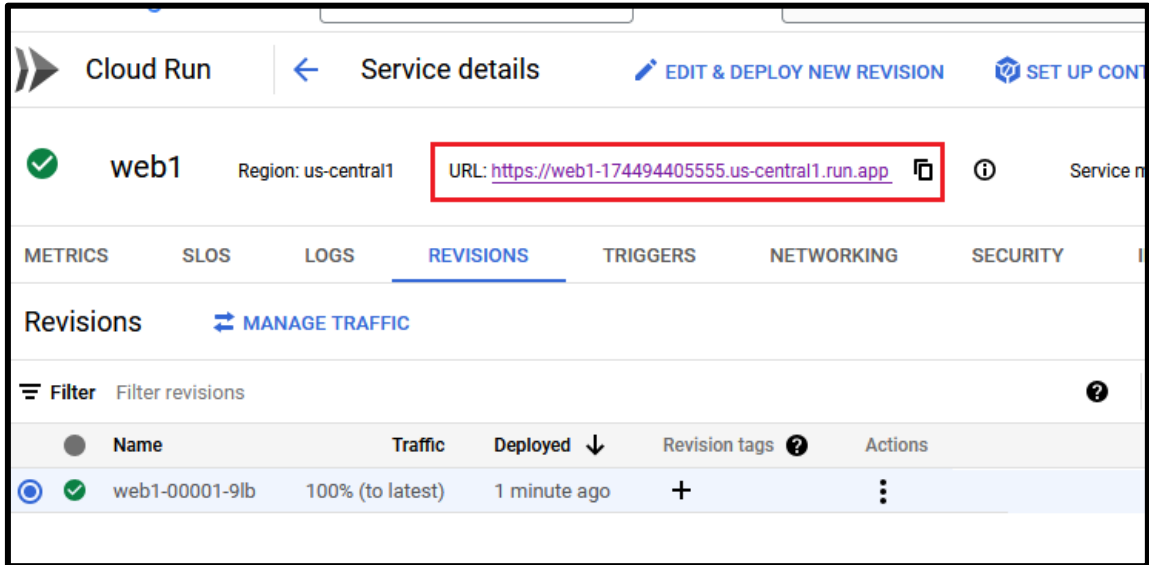 Cloud Run Service details EDIT & DEPLOY NEW REVISION SET UP CONT
web1 Region: us-central1 URL: https://web1-174494405555.us-central1.run.app Service m
METRICS SLOS LOGS REVISIONS TRIGGERS NETWORKING SECURITY
Revisions MANAGE TRAFFIC
Filter Filter revisions
Name Traffic Deployed Revision tags Actions
web1-00001-9lb 100% (to latest) 1 minute ago